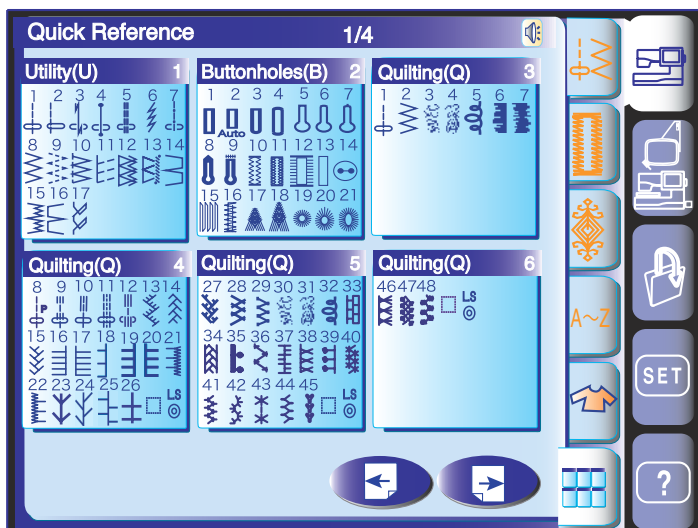 Quick Reference 1/4
Utility(U) 1
1 2 3 4 5 6 7
8 9 10 11 12 13 14
15 16 17
Buttonholes(B) 2
1 2 3 4 5 6 7
Auto
8 9 10 11 12 13 14
15 16 17 18 19 20 21
Quilting(Q) 3
1 2 3 4 5 6 7
Quilting(Q) 4
8 9 10 11 12 13 14
P
15 16 17 18 19 20 21
22 23 24 25 26
LS
Quilting(Q) 5
27 28 29 30 31 32 33
34 35 36 37 38 39 40
41 42 43 44 45
LS
Quilting(Q) 6
46 47 48
LS
A~Z
SET
?